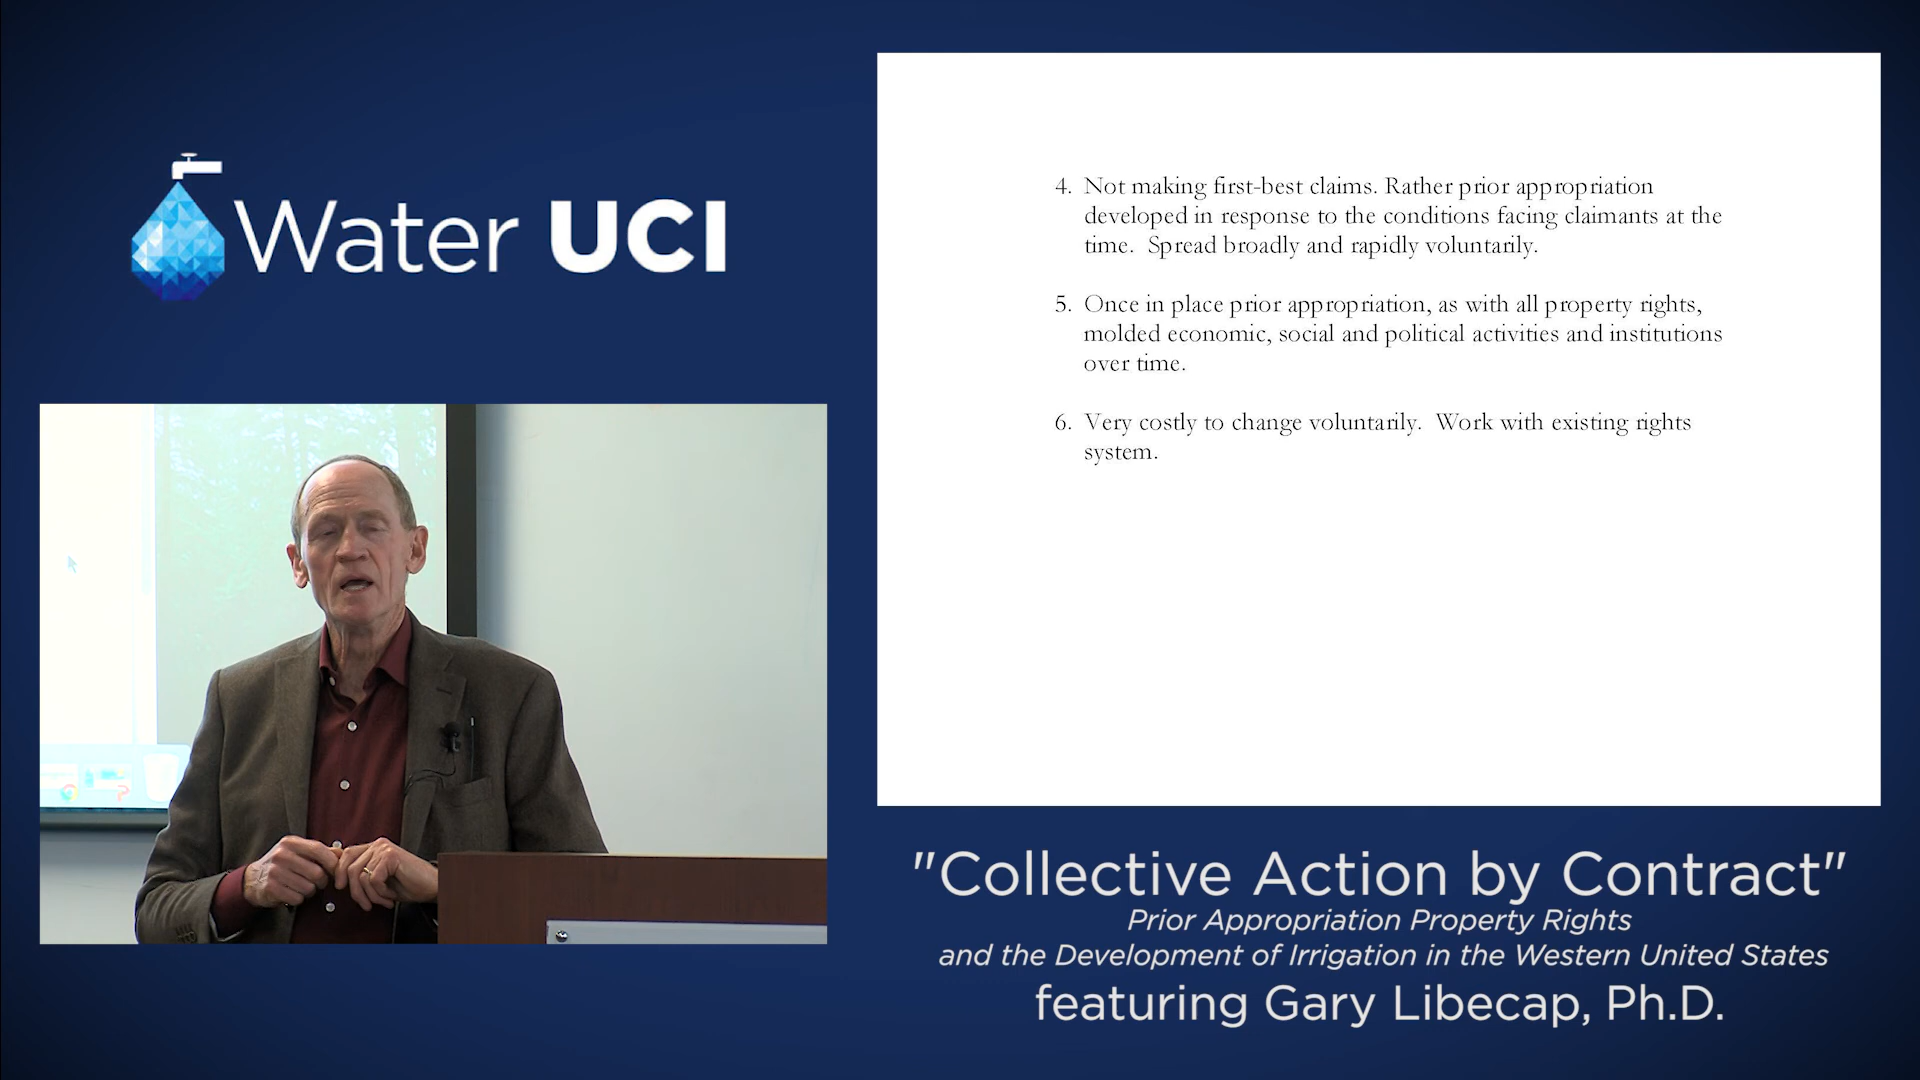 Water UCI
4. Not making first-best claims. Rather prior appropriation
developed in response to the conditions facing claimants at the
time. Spread broadly and rapidly voluntarily.
5. Once in place prior appropriation, as with all property rights,
molded economic, social and political activities and institutions
over time.
6. Very costly to change voluntarily. Work with existing rights
system.
"Collective Action by Contract"
Prior Appropriation Property Rights
and the Development of Irrigation in the Western United States
featuring Gary Libecap, Ph.D.